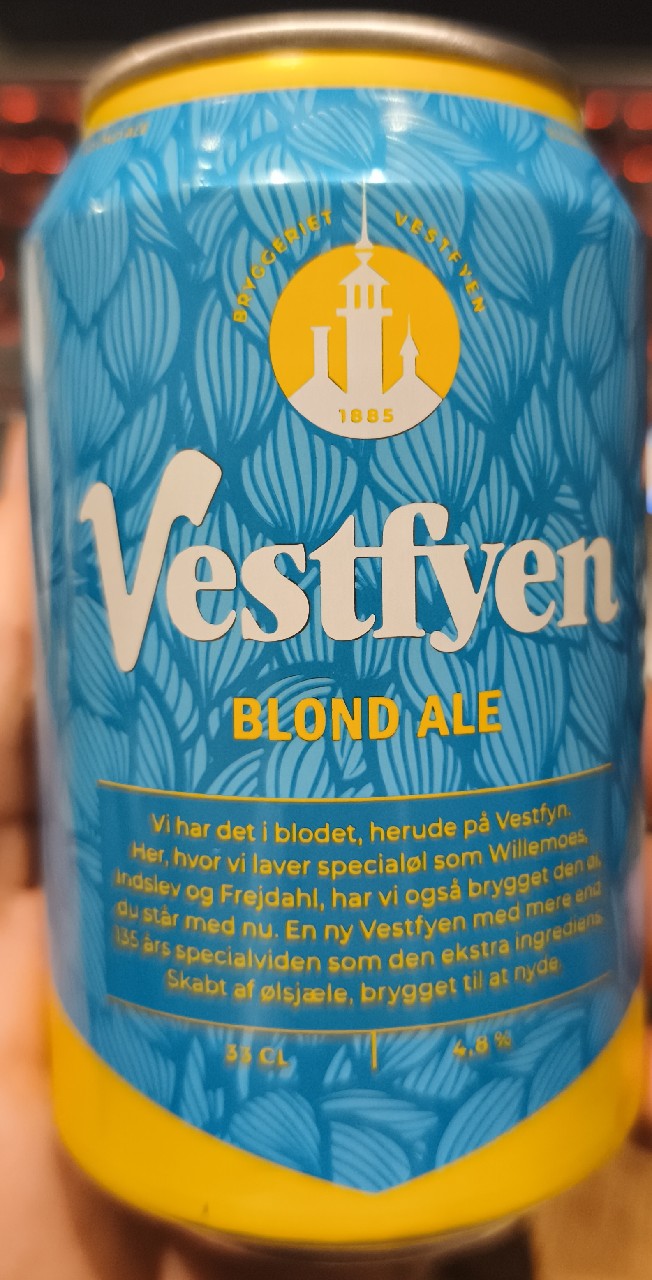 BRYGGERIET VESTFYEN
1885
Vestfyen
BLOND ALE
Vi har det i blodet, herude på Vestfyn.
Her, hvor vi laver specialøl som Willemoes,
Indslev og Frejdahl, har vi også brygget den øl,
du står med nu. En ny Vestfyen med mere end
135 års specialviden som den ekstra ingrediens.
Skabt af ølsjæle, brygget til at nyde.
33 CL 4,8 %